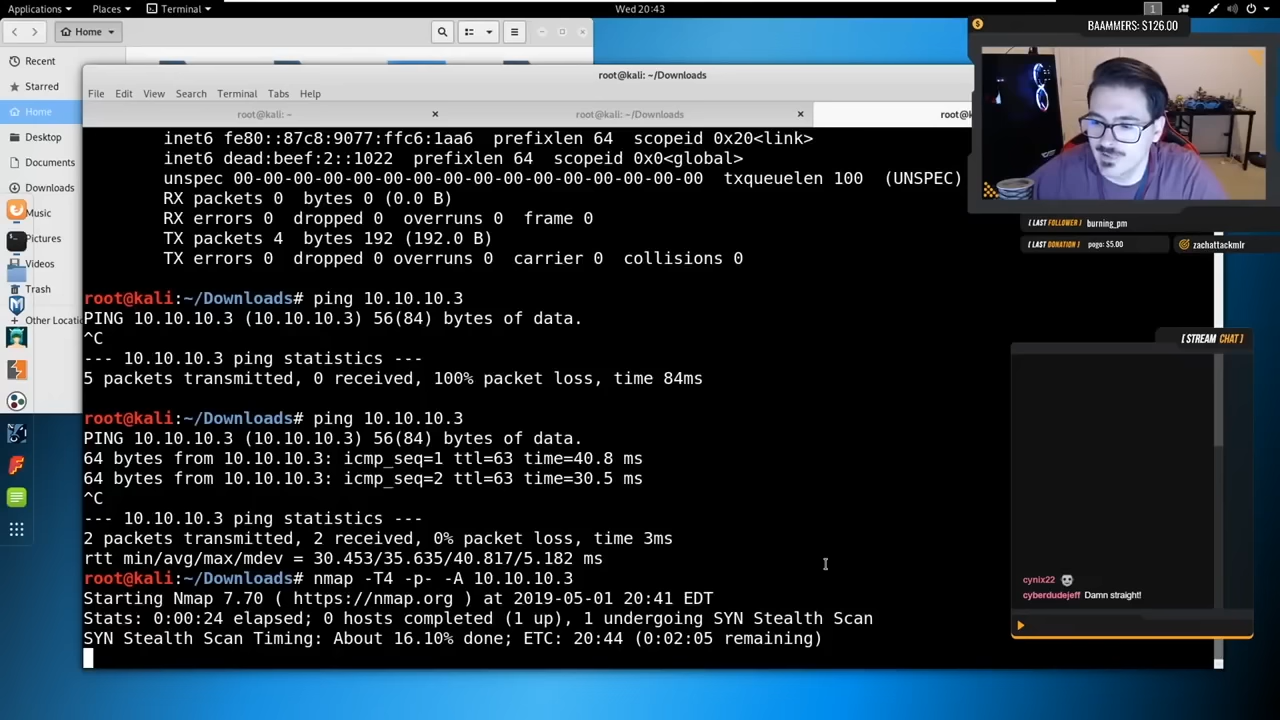 Applications
Places
Terminal
Wed 20:43
1
Home
BAAMMERS: $126.00
Recent
Starred
Home
Desktop
Documents
Downloads
Music
Pictures
Videos
Trash
Other Locatio
root@kali: ~/Downloads
File Edit View Search Terminal Tabs Help
root@kali: ~
root@kali: ~/Downloads
root@k
inet6 fe80::87c8:9077:ffc6:1aa6 prefixlen 64 scopeid 0x20<link>
inet6 dead:beef:2::1022 prefixlen 64 scopeid 0x0<global>
unspec 00-00-00-00-00-00-00-00-00-00-00-00-00-00-00-00 txqueuelen 100 (UNSPEC)
RX packets 0 bytes 0 (0.0 B)
RX errors 0 dropped 0 overruns 0 frame 0
TX packets 4 bytes 192 (192.0 B)
TX errors 0 dropped 0 overruns 0 carrier 0 collisions 0
root@kali:~/Downloads# ping 10.10.10.3
PING 10.10.10.3 (10.10.10.3) 56(84) bytes of data.
^C
--- 10.10.10.3 ping statistics ---
5 packets transmitted, 0 received, 100% packet loss, time 84ms
root@kali:~/Downloads# ping 10.10.10.3
PING 10.10.10.3 (10.10.10.3) 56(84) bytes of data.
64 bytes from 10.10.10.3: icmp_seq=1 ttl=63 time=40.8 ms
64 bytes from 10.10.10.3: icmp_seq=2 ttl=63 time=30.5 ms
^C
--- 10.10.10.3 ping statistics ---
2 packets transmitted, 2 received, 0% packet loss, time 3ms
rtt min/avg/max/mdev = 30.453/35.635/40.817/5.182 ms
root@kali:~/Downloads# nmap -T4 -p- -A 10.10.10.3
Starting Nmap 7.70 ( https://nmap.org ) at 2019-05-01 20:41 EDT
Stats: 0:00:24 elapsed; 0 hosts completed (1 up), 1 undergoing SYN Stealth Scan
SYN Stealth Scan Timing: About 16.10% done; ETC: 20:44 (0:02:05 remaining)
[ LAST FOLLOWER ] burning_pm
[ LAST DONATION ] pogo: $5.00
zachattackmlr
[ STREAM CHAT ]
cynix22
cyberdudejeff Damn straight!